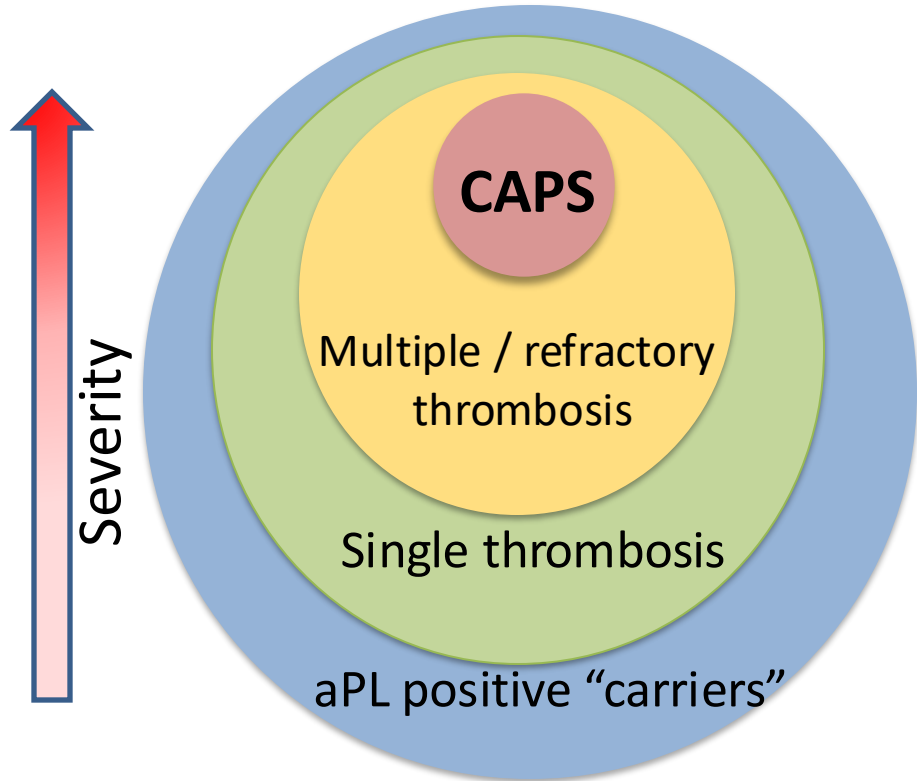 CAPS
Multiple / refractory
thrombosis
Single thrombosis
aPL positive “carriers”
Severity